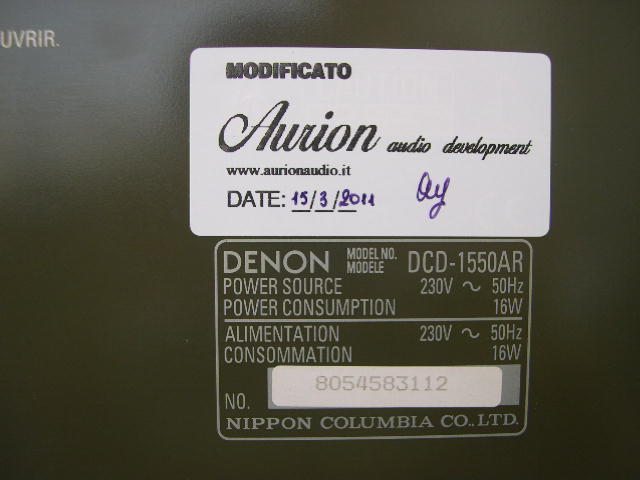 UVRIR.
MODIFICATO
Aurion audio development
www.aurionaudio.it
DATE: 15/3/2011
DENON MODEL NO. MODELE DCD-1550AR
POWER SOURCE 230V ~ 50Hz
POWER CONSUMPTION 16W
ALIMENTATION 230V ~ 50Hz
CONSOMMATION 16W
NO. 8054583112
NIPPON COLUMBIA CO., LTD.